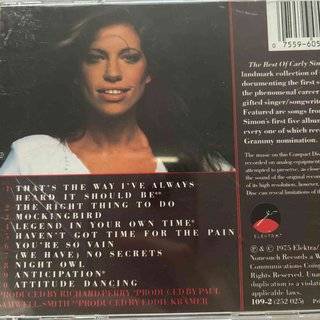 7559-605
The Best Of Carly Sim
landmark collection of
documenting the first s
the phenomenal career
gifted singer/songwrite
Featured are songs from
Simon's first five album
every one of which rece
Grammy nomination.
The music on this Compact Disc
recorded on analog equipment.
attempted to preserve, as close
the sound of the original record
of its high resolution, however,
Disc can reveal limitations of th
1 THAT'S THE WAY I'VE ALWAYS
HEARD IT SHOULD BE**
2 THE RIGHT THING TO DO
3 MOCKINGBIRD
4 LEGEND IN YOUR OWN TIME*
5 HAVEN'T GOT TIME FOR THE PAIN
6 YOU'RE SO VAIN
7 (WE HAVE) NO SECRETS
8 NIGHT OWL
9 ANTICIPATION*
0 ATTITUDE DANCING
PRODUCED BY RICHARD PERRY *PRODUCED BY PAUL
SAMWELL-SMITH **PRODUCED BY EDDIE KRAMER
ELEKTRA
℗ & © 1975 Elektra/
Nonesuch Records a W
Communications Comp
Rights Reserved. Unau
duplication is a violation
applicable laws.
109-2 (252 025)